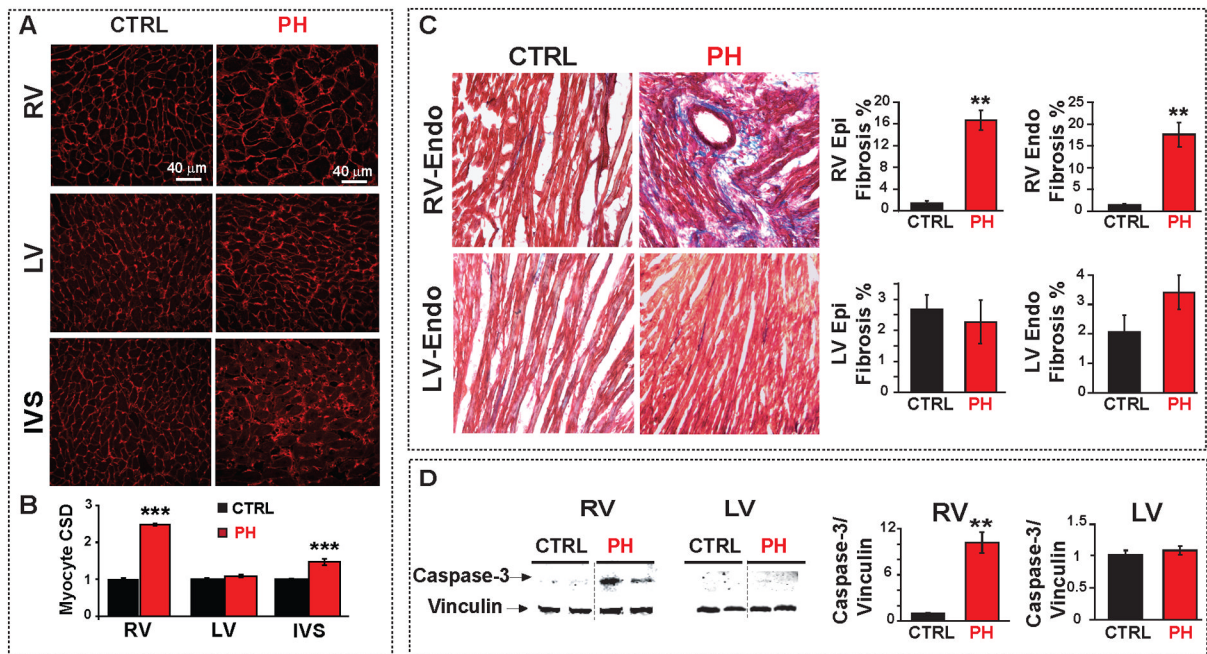 A
CTRL
PH
RV
40 µm
40 µm
LV
IVS
B
Myocyte CSD
3
2
1
0
***
***
CTRL
PH
RV
LV
IVS
C
CTRL
PH
RV-Endo
LV-Endo
RV Epi
Fibrosis %
20
16
12
8
4
0
**
CTRL
PH
RV Endo
Fibrosis %
25
20
15
10
5
0
**
CTRL
PH
LV Epi
Fibrosis %
3
2
1
0
CTRL
PH
LV Endo
Fibrosis %
4
3
2
1
0
CTRL
PH
D
RV
LV
CTRL
PH
CTRL
PH
Caspase-3
Vinculin
Caspase-3/
Vinculin
RV
12
8
4
0
**
CTRL
PH
Caspase-3/
Vinculin
LV
1.5
1
0.5
0
CTRL
PH